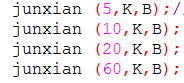 junxian (5,K,B);/
junxian (10,K,B);
junxian (20,K,B);
junxian (60,K,B);